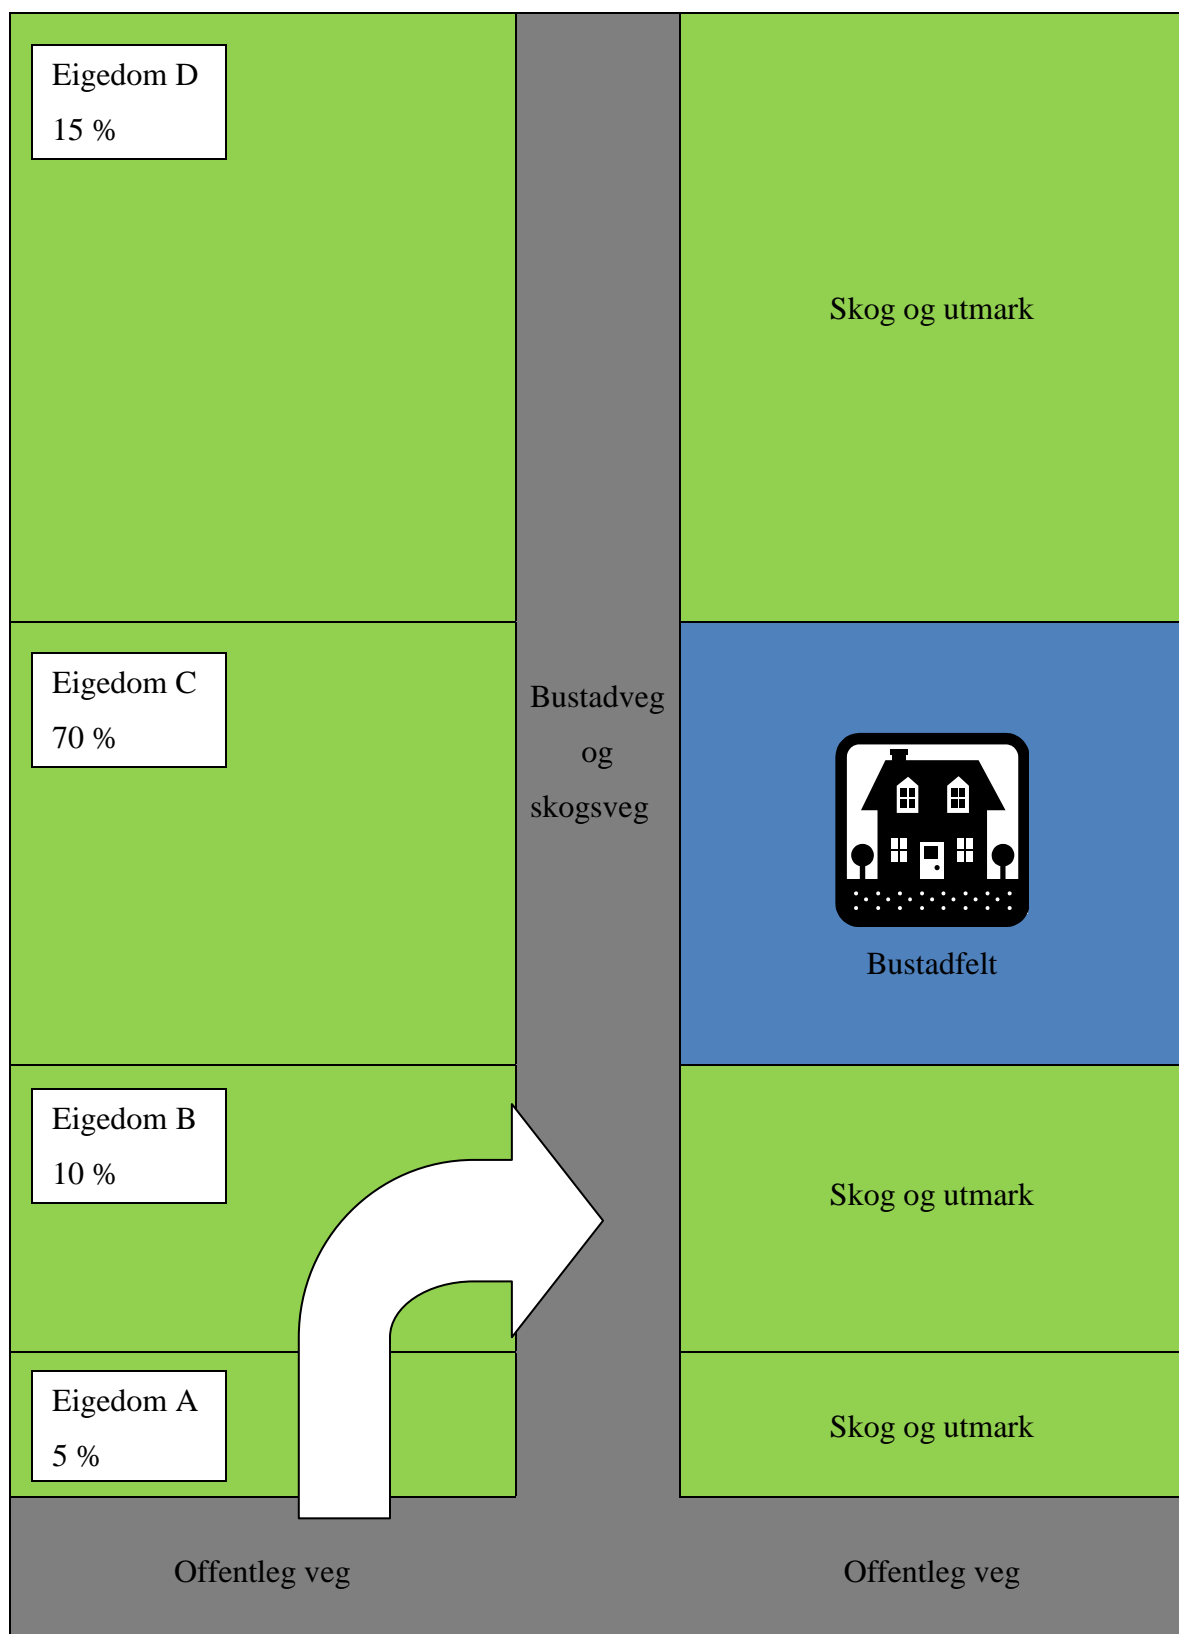 Eigedom D
15 %
Skog og utmark
Eigedom C
70 %
Bustadveg
og
skogsveg
Bustadfelt
Eigedom B
10 %
Skog og utmark
Eigedom A
5 %
Skog og utmark
Offentleg veg
Offentleg veg